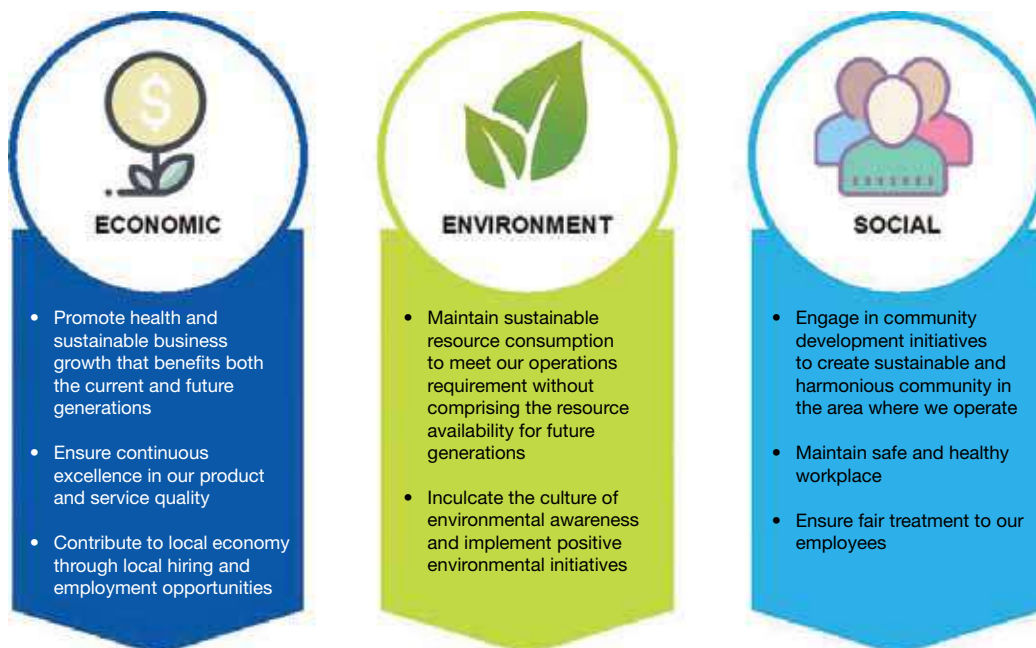 $
ECONOMIC
• Promote health and
sustainable business
growth that benefits both
the current and future
generations
• Ensure continuous
excellence in our product
and service quality
• Contribute to local economy
through local hiring and
employment opportunities
ENVIRONMENT
• Maintain sustainable
resource consumption
to meet our operations
requirement without
comprising the resource
availability for future
generations
• Inculcate the culture of
environmental awareness
and implement positive
environmental initiatives
SOCIAL
• Engage in community
development initiatives
to create sustainable and
harmonious community in
the area where we operate
• Maintain safe and healthy
workplace
• Ensure fair treatment to our
employees